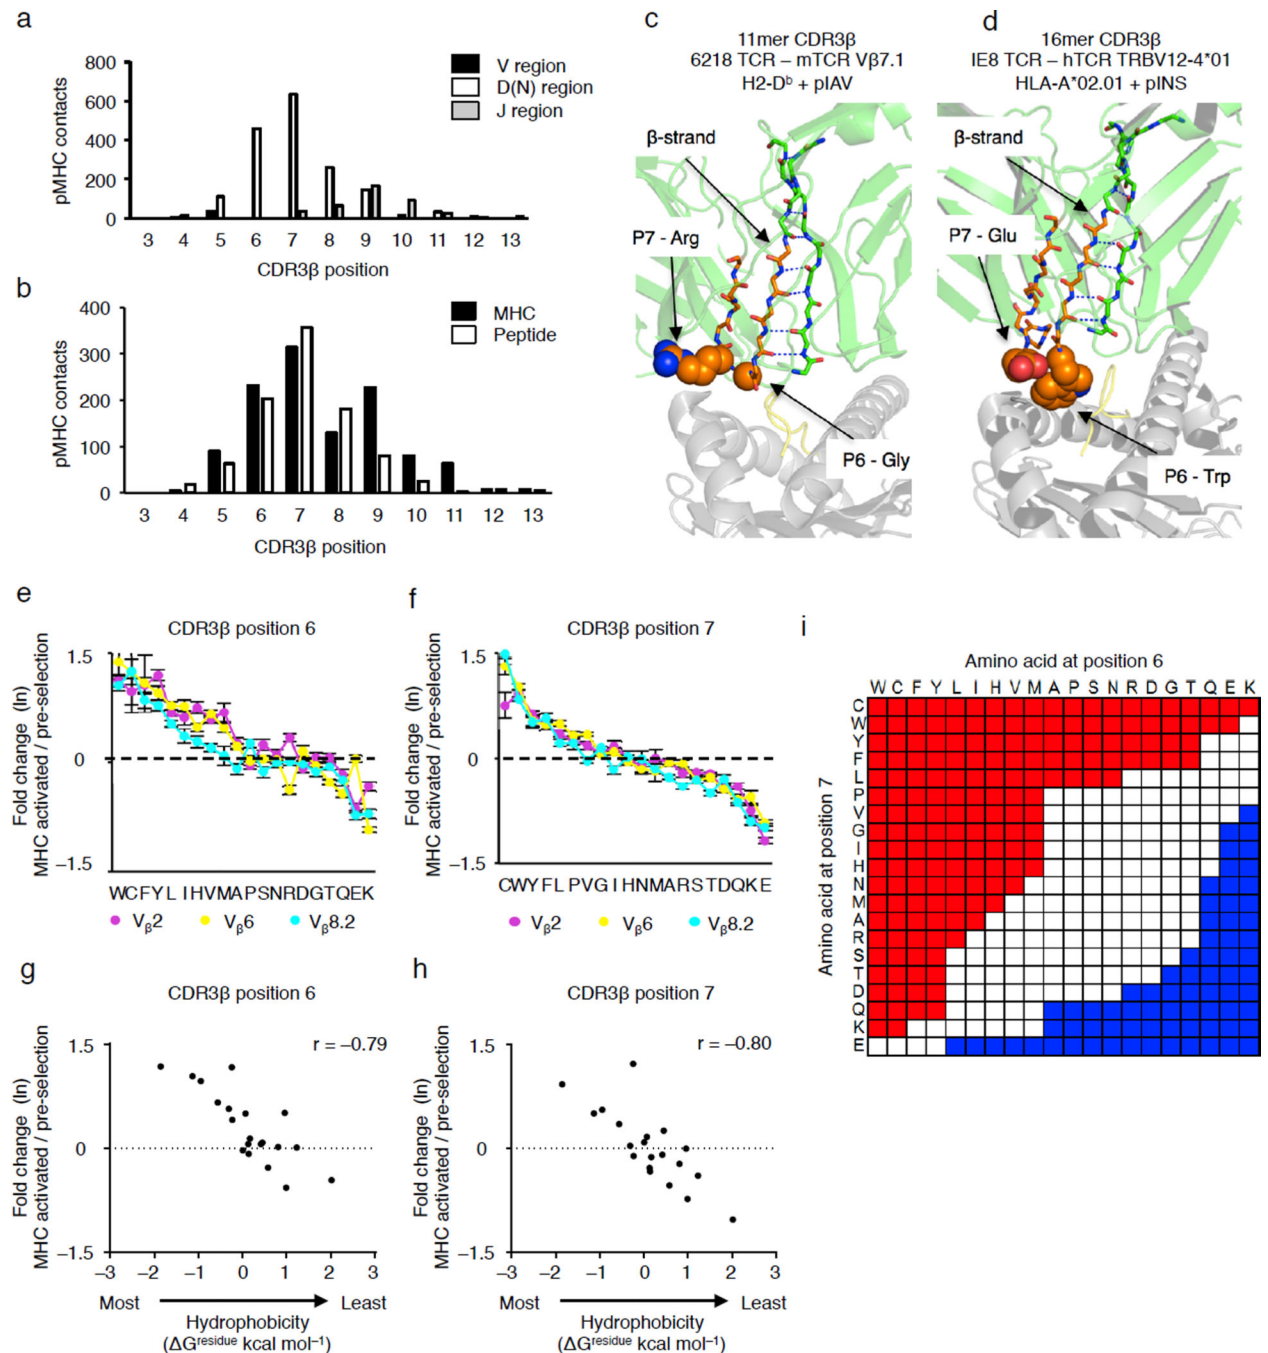 a
800
600
400
200
0
pMHC contacts
V region
D(N) region
J region
3 4 5 6 7 8 9 10 11 12 13
CDR3β position
b
400
300
200
100
0
pMHC contacts
MHC
Peptide
3 4 5 6 7 8 9 10 11 12 13
CDR3β position
c
11mer CDR3β
6218 TCR – mTCR Vβ7.1
H2-Dᵇ + pIAV
β-strand
P7 - Arg
P6 - Gly
d
16mer CDR3β
IE8 TCR – hTCR TRBV12-4*01
HLA-A*02.01 + pINS
β-strand
P7 - Glu
P6 - Trp
e
CDR3β position 6
Fold change (ln)
MHC activated / pre-selection
1.5
0
−1.5
WCFYLIHVMAPSNRDGTQEK
Vβ2 Vβ6 Vβ8.2
f
CDR3β position 7
Fold change (ln)
MHC activated / pre-selection
1.5
0
−1.5
CWYFLPVGIHNMARSTDQKE
Vβ2 Vβ6 Vβ8.2
g
CDR3β position 6
r = −0.79
Fold change (ln)
MHC activated / pre-selection
1.5
0
−1.5
−3 −2 −1 0 1 2 3
Most Least
Hydrophobicity
(ΔGʳᵉˢⁱᵈᵘᵉ kcal mol⁻¹)
h
CDR3β position 7
r = −0.80
Fold change (ln)
MHC activated / pre-selection
1.5
0
−1.5
−3 −2 −1 0 1 2 3
Most Least
Hydrophobicity
(ΔGʳᵉˢⁱᵈᵘᵉ kcal mol⁻¹)
i
Amino acid at position 6
W C F Y L I H V M A P S N R D G T Q E K
Amino acid at position 7
C
W
Y
F
L
P
V
G
I
H
N
M
A
R
S
T
D
Q
K
E